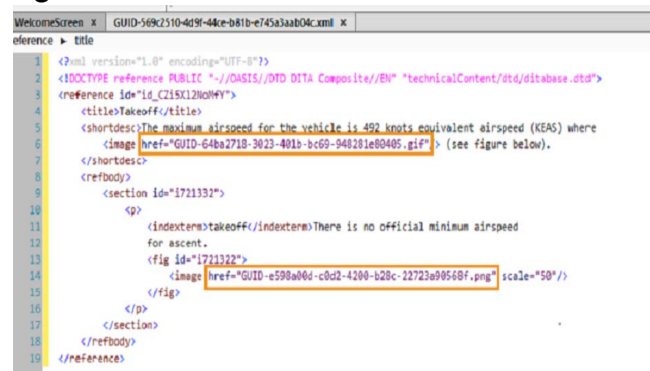 WelcomeScreen x GUID-569c2510-4d9f-44ce-b81b-e745a3aab04c.xml x
eference ▸ title
1 <?xml version="1.0" encoding="UTF-8"?>
2 <!DOCTYPE reference PUBLIC "-//OASIS//DTD DITA Composite//EN" "technicalContent/dtd/ditabase.dtd">
3 <reference id="id_CZi5X12NoMfY">
4 <title>Takeoff</title>
5 <shortdesc>The maximum airspeed for the vehicle is 492 knots equivalent airspeed (KEAS) where
6 <image href="GUID-64ba2718-3023-401b-bc69-948281e80405.gif"/> (see figure below).
7 </shortdesc>
8 <refbody>
9 <section id="i721332">
10 <p>
11 <indexterm>takeoff</indexterm>There is no official minimum airspeed
12 for ascent.
13 <fig id="i721322">
14 <image href="GUID-e598a00d-c0d2-4200-b28c-22723a90568f.png" scale="50"/>
15 </fig>
16 </p>
17 </section>
18 </refbody>
19 </reference>